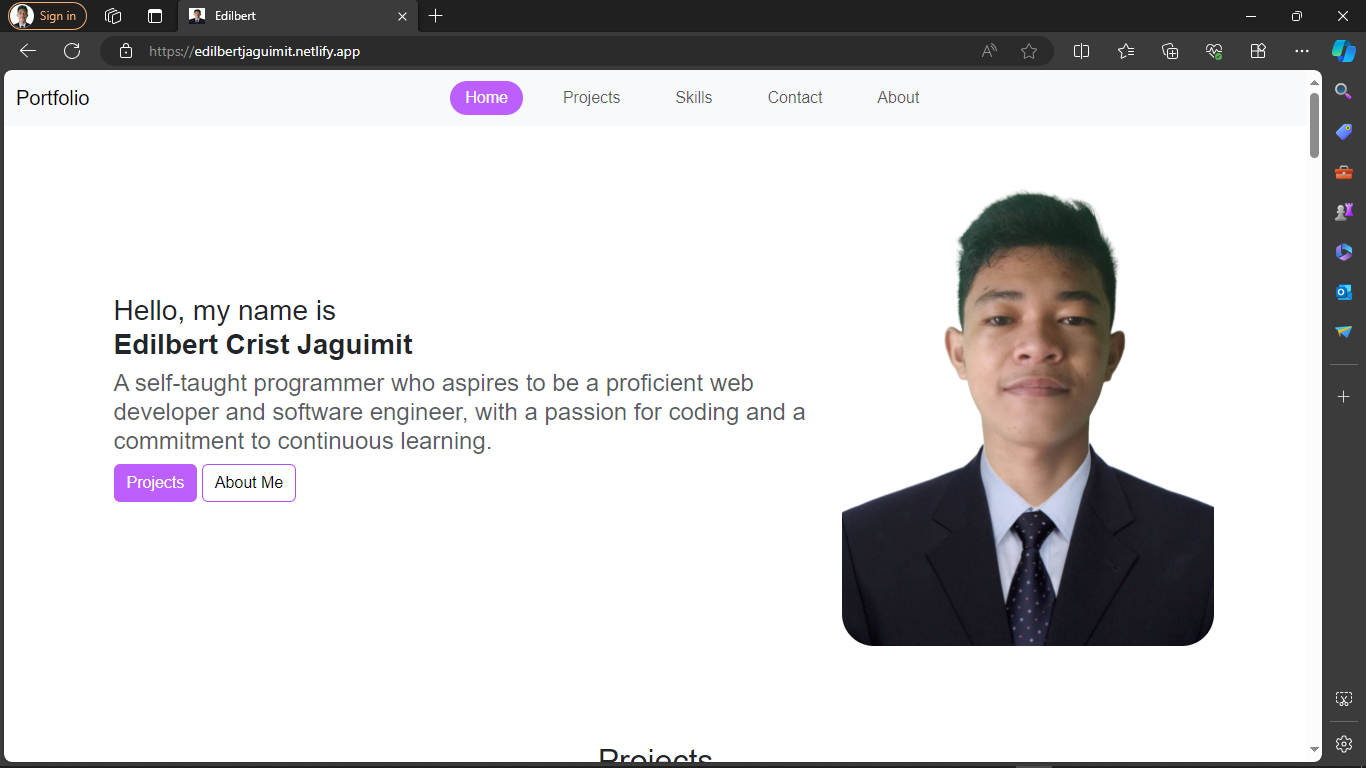 Sign in
Edilbert
https://edilbertjaguimit.netlify.app
Portfolio
Home
Projects
Skills
Contact
About
Hello, my name is
Edilbert Crist Jaguimit
A self-taught programmer who aspires to be a proficient web
developer and software engineer, with a passion for coding and a
commitment to continuous learning.
Projects
About Me
Projects